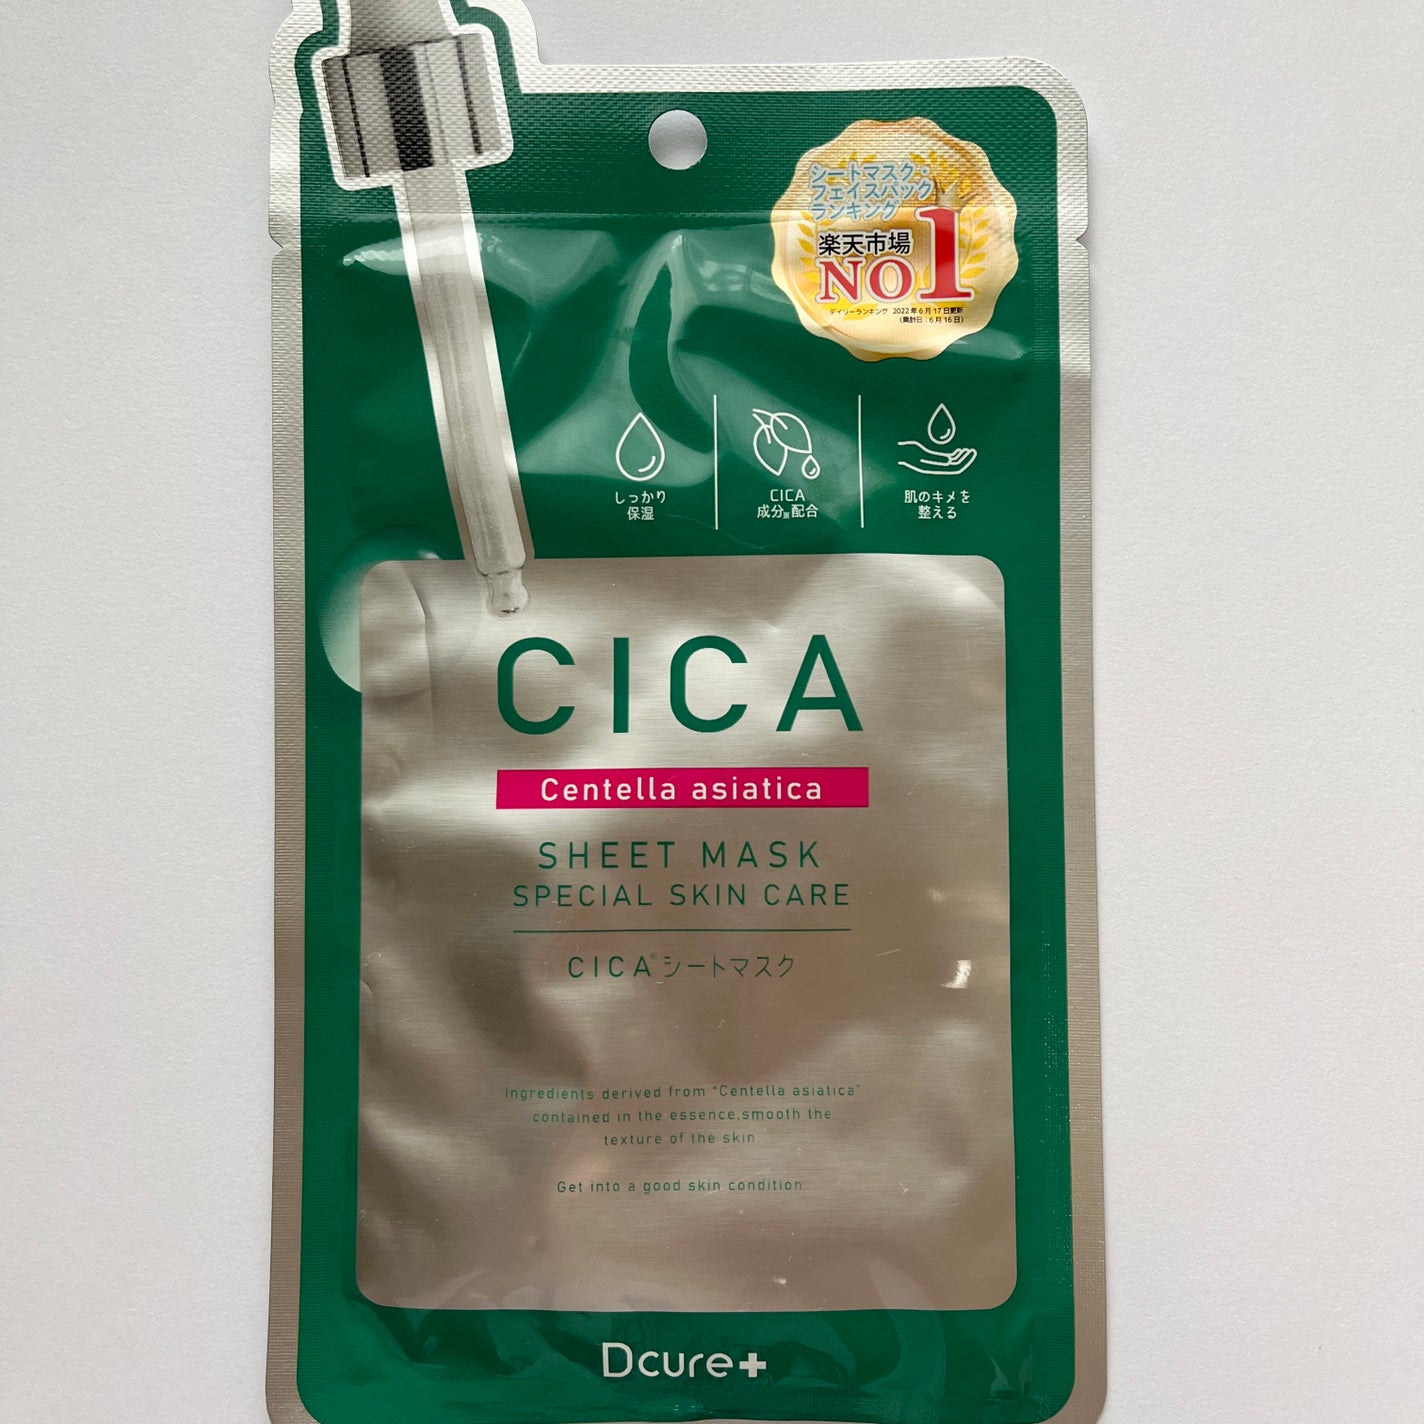 シートマスク・
フェイスパック
ランキング
楽天市場
NO1
デイリーランキング 2022年6月17日更新
（集計日：6月16日）
しっかり
保湿
CICA
成分※配合
肌のキメを
整える
CICA
Centella asiatica
SHEET MASK
SPECIAL SKIN CARE
CICA※シートマスク
Ingredients derived from "Centella asiatica"
contained in the essence,smooth the
texture of the skin
Get into a good skin condition
Dcure+